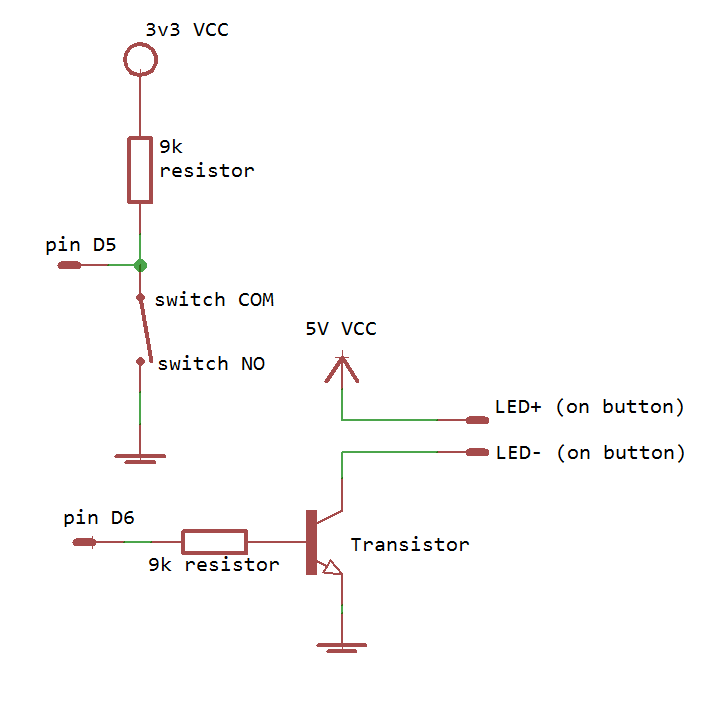 3v3 VCC
9k
resistor
pin D5
switch COM
switch NO
5V VCC
LED+ (on button)
LED- (on button)
pin D6
9k resistor
Transistor